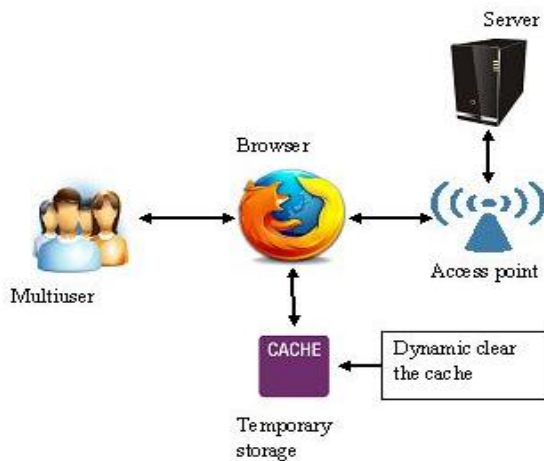 Server
Browser
Multiuser
Access point
CACHE
Dynamic clear
the cache
Temporary
storage